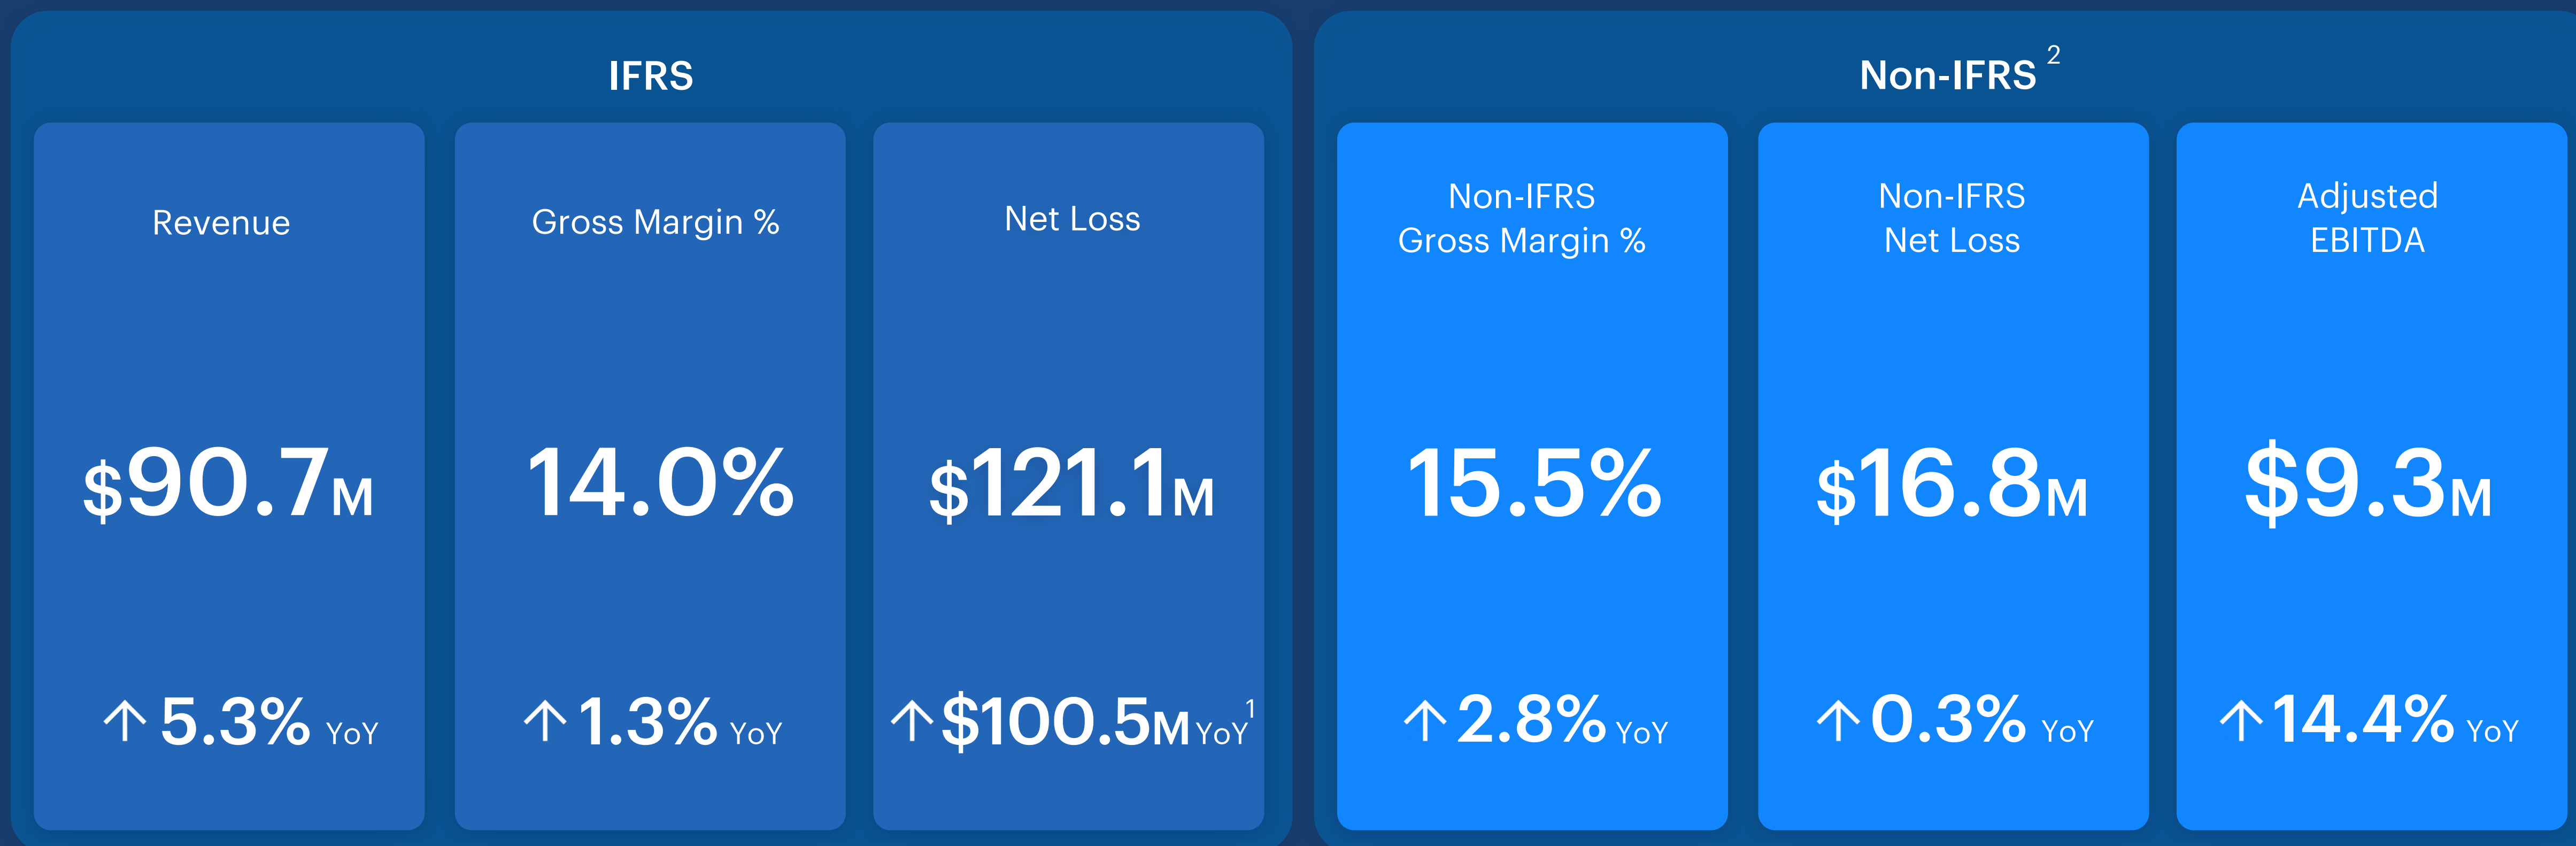 IFRS
Revenue
$90.7M
↑ 5.3% YoY
Gross Margin %
14.0%
↑ 1.3% YoY
Net Loss
$121.1M
↑ $100.5M YoY1
Non-IFRS 2
Non-IFRS
Gross Margin %
15.5%
↑ 2.8% YoY
Non-IFRS
Net Loss
$16.8M
↑ 0.3% YoY
Adjusted
EBITDA
$9.3M
↑ 14.4% YoY